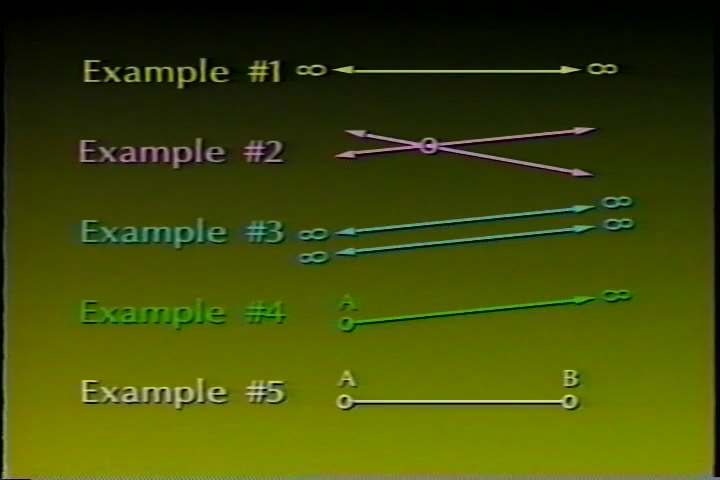 Example #1 ∞ ∞
Example #2
Example #3 ∞ ∞
∞ ∞
A
Example #4 ∞
A B
Example #5